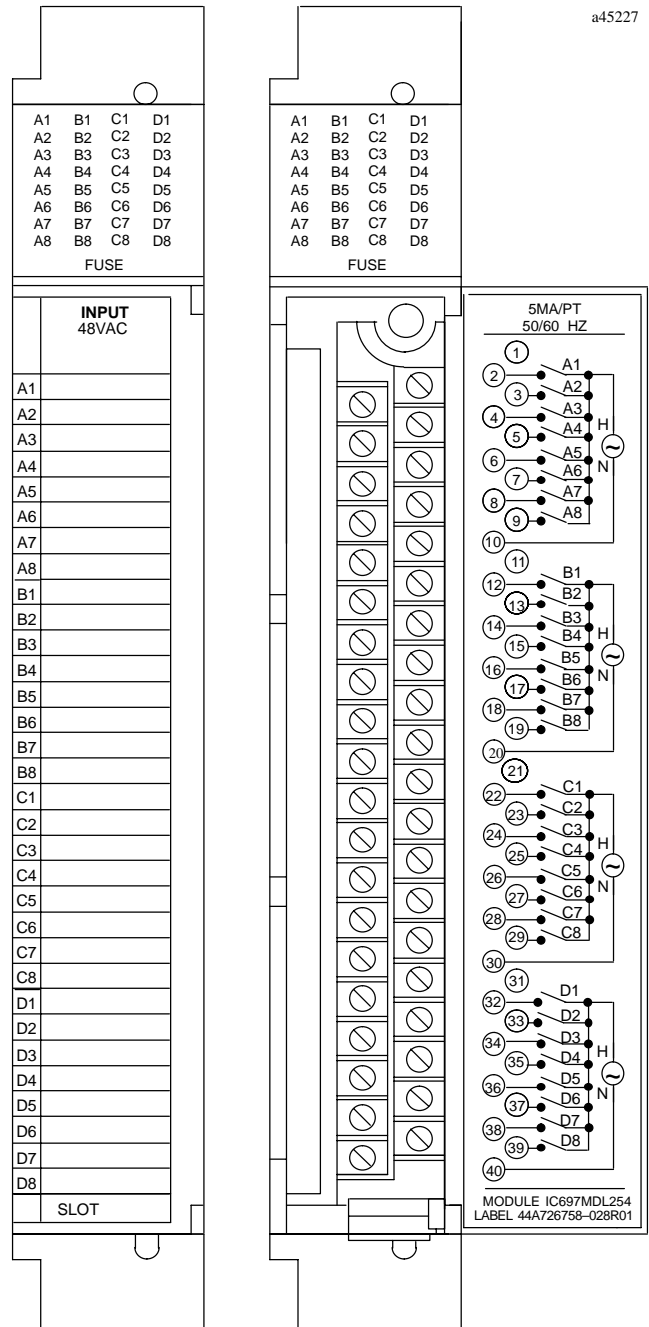 a45227
A1 B1 C1 D1
A2 B2 C2 D2
A3 B3 C3 D3
A4 B4 C4 D4
A5 B5 C5 D5
A6 B6 C6 D6
A7 B7 C7 D7
A8 B8 C8 D8
FUSE
INPUT
48VAC
A1
A2
A3
A4
A5
A6
A7
A8
B1
B2
B3
B4
B5
B6
B7
B8
C1
C2
C3
C4
C5
C6
C7
C8
D1
D2
D3
D4
D5
D6
D7
D8
SLOT
A1 B1 C1 D1
A2 B2 C2 D2
A3 B3 C3 D3
A4 B4 C4 D4
A5 B5 C5 D5
A6 B6 C6 D6
A7 B7 C7 D7
A8 B8 C8 D8
FUSE
5MA/PT
50/60 HZ
1
2 A1
3 A2
4 A3
5 A4 H
6 A5 ~
7 A6 N
8 A7
9 A8
10
11
12 B1
13 B2
14 B3
15 B4 H
16 B5 ~
17 B6 N
18 B7
19 B8
20
21
22 C1
23 C2
24 C3
25 C4 H
26 C5 ~
27 C6 N
28 C7
29 C8
30
31
32 D1
33 D2
34 D3
35 D4 H
36 D5 ~
37 D6 N
38 D7
39 D8
40
MODULE IC697MDL254
LABEL 44A726758–028R01